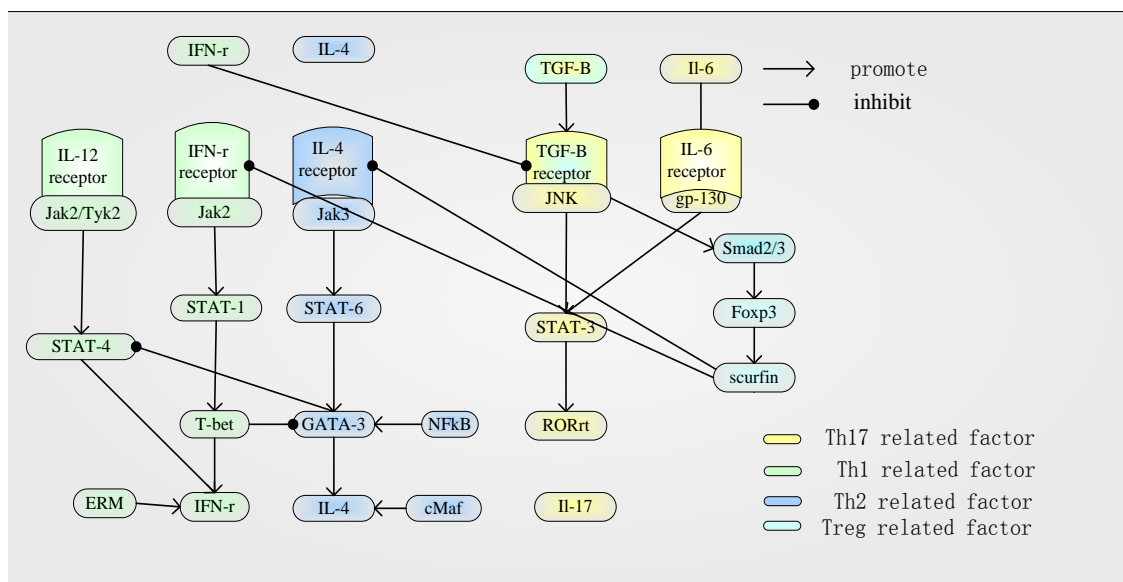 IFN-r
IL-4
TGF-B
Il-6
promote
inhibit
IL-12
receptor
IFN-r
receptor
IL-4
receptor
TGF-B
receptor
IL-6
receptor
Jak2/Tyk2
Jak2
Jak3
JNK
gp-130
Smad2/3
STAT-1
STAT-6
Foxp3
STAT-4
STAT-3
scurfin
T-bet
GATA-3
NFkB
RORrt
ERM
IFN-r
IL-4
cMaf
Il-17
Th17 related factor
Th1 related factor
Th2 related factor
Treg related factor